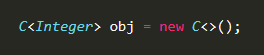 C<Integer> obj = new C<>();